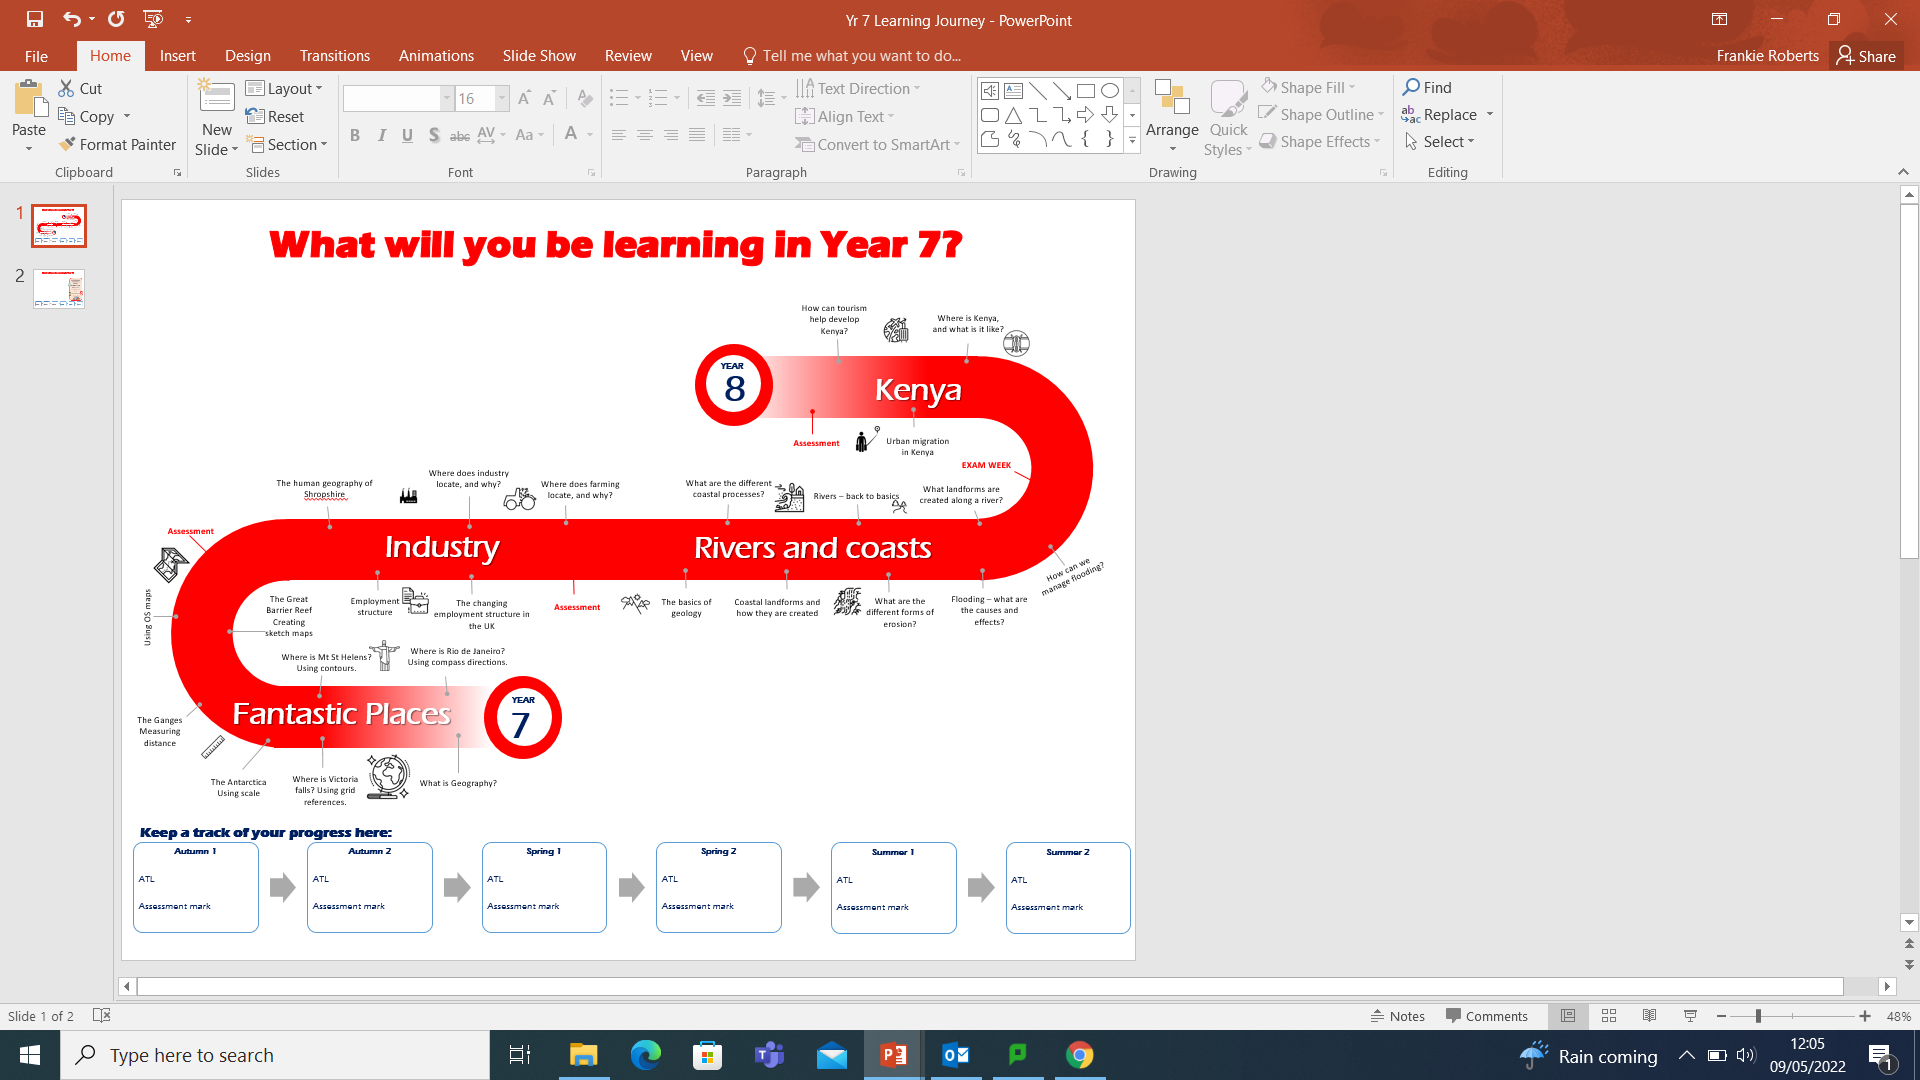 Yr 7 Learning Journey - PowerPoint
File
Home
Insert
Design
Transitions
Animations
Slide Show
Review
View
Tell me what you want to do...
Frankie Roberts
Share
Paste
Cut
Copy
Format Painter
Clipboard
New
Slide
Layout
Reset
Section
Slides
16
B I U S abc AV Aa A
Font
Text Direction
Align Text
Convert to SmartArt
Paragraph
Arrange
Quick
Styles
Shape Fill
Shape Outline
Shape Effects
Drawing
Find
Replace
Select
Editing
1
2
What will you be learning in Year 7?
How can tourism
help develop
Kenya?
Where is Kenya,
and what is it like?
YEAR
8
Kenya
Assessment
Urban migration
in Kenya
EXAM WEEK
The human geography of
Shropshire
Where does industry
locate, and why?
Where does farming
locate, and why?
What are the different
coastal processes?
Rivers – back to basics
What landforms are
created along a river?
Assessment
Industry
Rivers and coasts
How can we
manage flooding?
Using OS maps
The Great
Barrier Reef
Creating
sketch maps
Employment
structure
The changing
employment structure in
the UK
Assessment
The basics of
geology
Coastal landforms and
how they are created
What are the
different forms of
erosion?
Flooding – what are
the causes and
effects?
Where is Mt St Helens?
Using contours.
Where is Rio de Janeiro?
Using compass directions.
Fantastic Places
YEAR
7
The Ganges
Measuring
distance
The Antarctica
Using scale
Where is Victoria
falls? Using grid
references.
What is Geography?
Keep a track of your progress here:
Autumn 1
ATL
Assessment mark
Autumn 2
ATL
Assessment mark
Spring 1
ATL
Assessment mark
Spring 2
ATL
Assessment mark
Summer 1
ATL
Assessment mark
Summer 2
ATL
Assessment mark
Slide 1 of 2
Notes
Comments
48%
Type here to search
Rain coming
12:05
09/05/2022
1